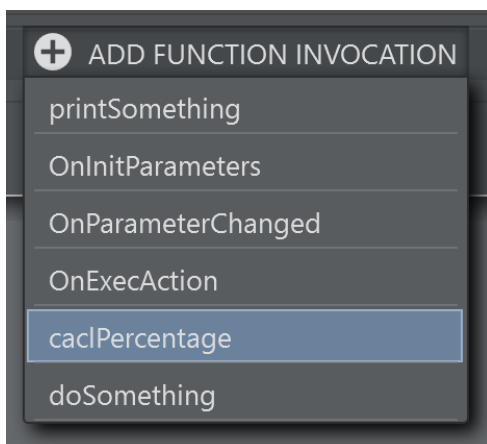 ADD FUNCTION INVOCATION
printSomething
OnInitParameters
OnParameterChanged
OnExecAction
caclPercentage
doSomething